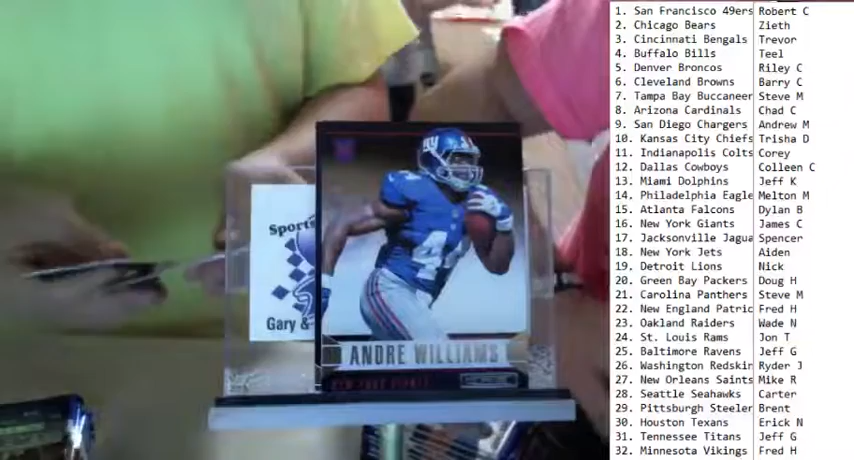 1. San Francisco 49ers Robert C
2. Chicago Bears Zieth
3. Cincinnati Bengals Trevor
4. Buffalo Bills Teel
5. Denver Broncos Riley C
6. Cleveland Browns Barry C
7. Tampa Bay Buccaneer Steve M
8. Arizona Cardinals Chad C
9. San Diego Chargers Andrew M
10. Kansas City Chiefs Trisha D
11. Indianapolis Colts Corey
12. Dallas Cowboys Colleen C
13. Miami Dolphins Jeff K
14. Philadelphia Eagle Melton M
15. Atlanta Falcons Dylan B
16. New York Giants James C
17. Jacksonville Jagua Spencer
18. New York Jets Aiden
19. Detroit Lions Nick
20. Green Bay Packers Doug H
21. Carolina Panthers Steve M
22. New England Patric Fred H
23. Oakland Raiders Wade N
24. St. Louis Rams Jon T
25. Baltimore Ravens Jeff G
26. Washington Redskin Ryder J
27. New Orleans Saints Mike R
28. Seattle Seahawks Carter
29. Pittsburgh Steeler Brent
30. Houston Texans Erick N
31. Tennessee Titans Jeff G
32. Minnesota Vikings Fred H
ny
44
Sports
Gary &
ANDRE WILLIAMS
NEW YORK GIANTS